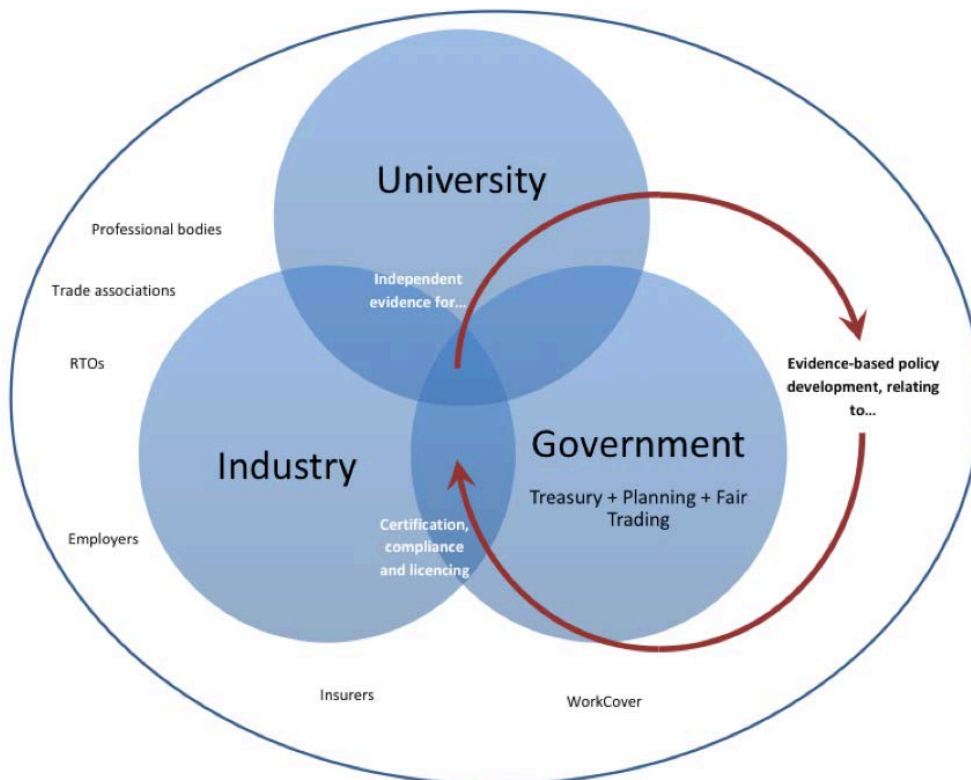 University
Professional bodies
Independent
evidence for...
Trade associations
RTOs
Evidence-based policy
development, relating
to...
Industry
Government
Treasury + Planning + Fair
Trading
Certification,
compliance
and licencing
Employers
Insurers
WorkCover